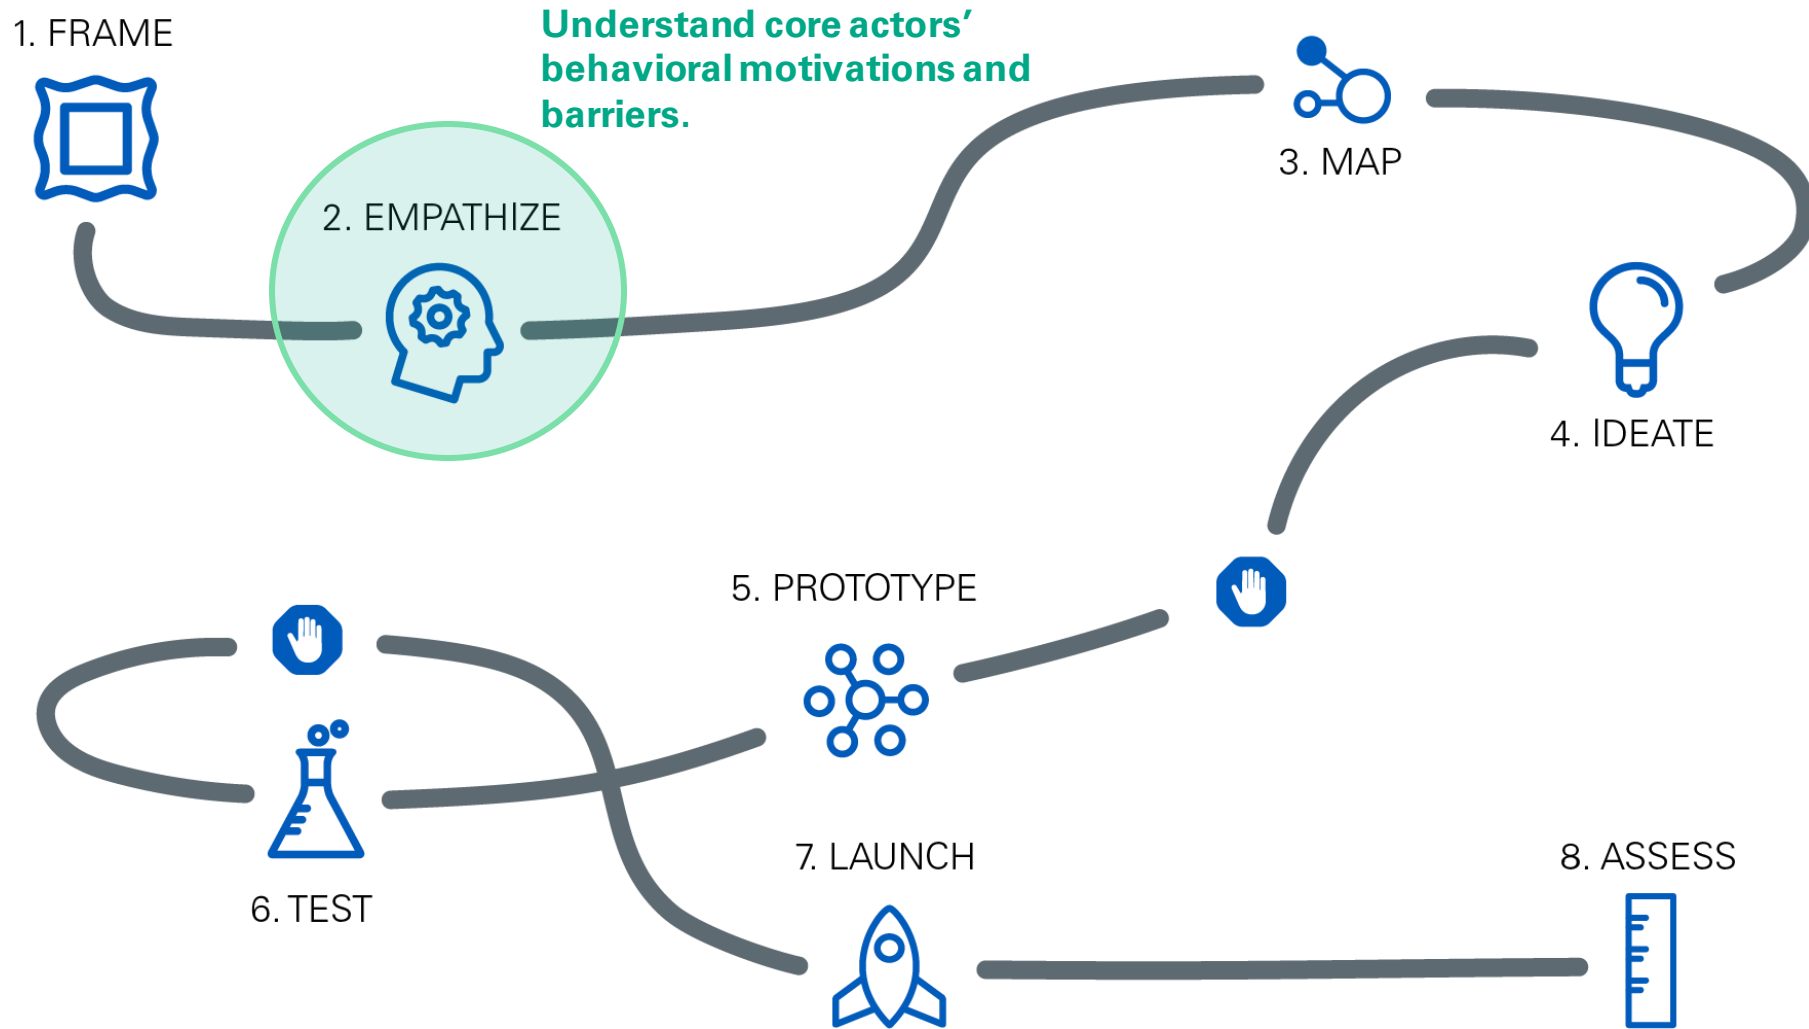 1. FRAME
Understand core actors’
behavioral motivations and
barriers.
2. EMPATHIZE
3. MAP
4. IDEATE
5. PROTOTYPE
6. TEST
7. LAUNCH
8. ASSESS